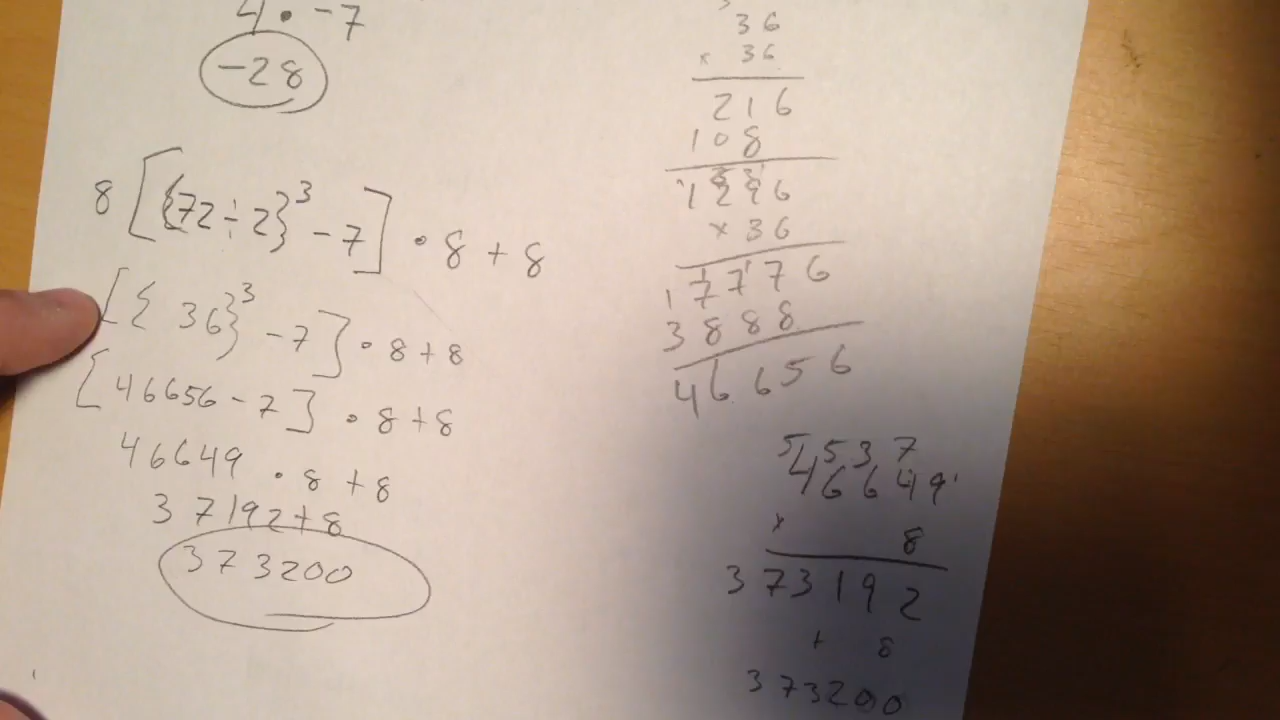 4 • -7
-28
8 [{72 ÷ 2}³ - 7] • 8 + 8
[{ 36}³ - 7] • 8 + 8
[46656 - 7] • 8 + 8
46649 • 8 + 8
37192 + 8
373200
36
x 36
216
108
1296
x 36
17776
3888
46656
5 5 3 7
46649
x 8
373192
+ 8
373200